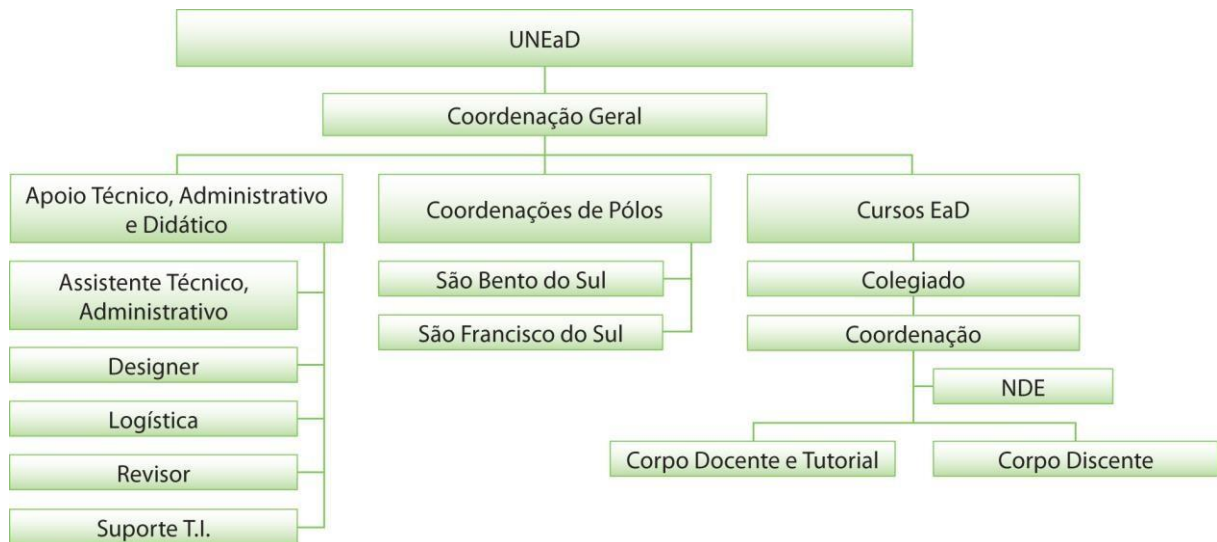 UNEaD
Coordenação Geral
Apoio Técnico, Administrativo
e Didático
Assistente Técnico,
Administrativo
Designer
Logística
Revisor
Suporte T.I.
Coordenações de Pólos
São Bento do Sul
São Francisco do Sul
Cursos EaD
Colegiado
Coordenação
NDE
Corpo Docente e Tutorial
Corpo Discente